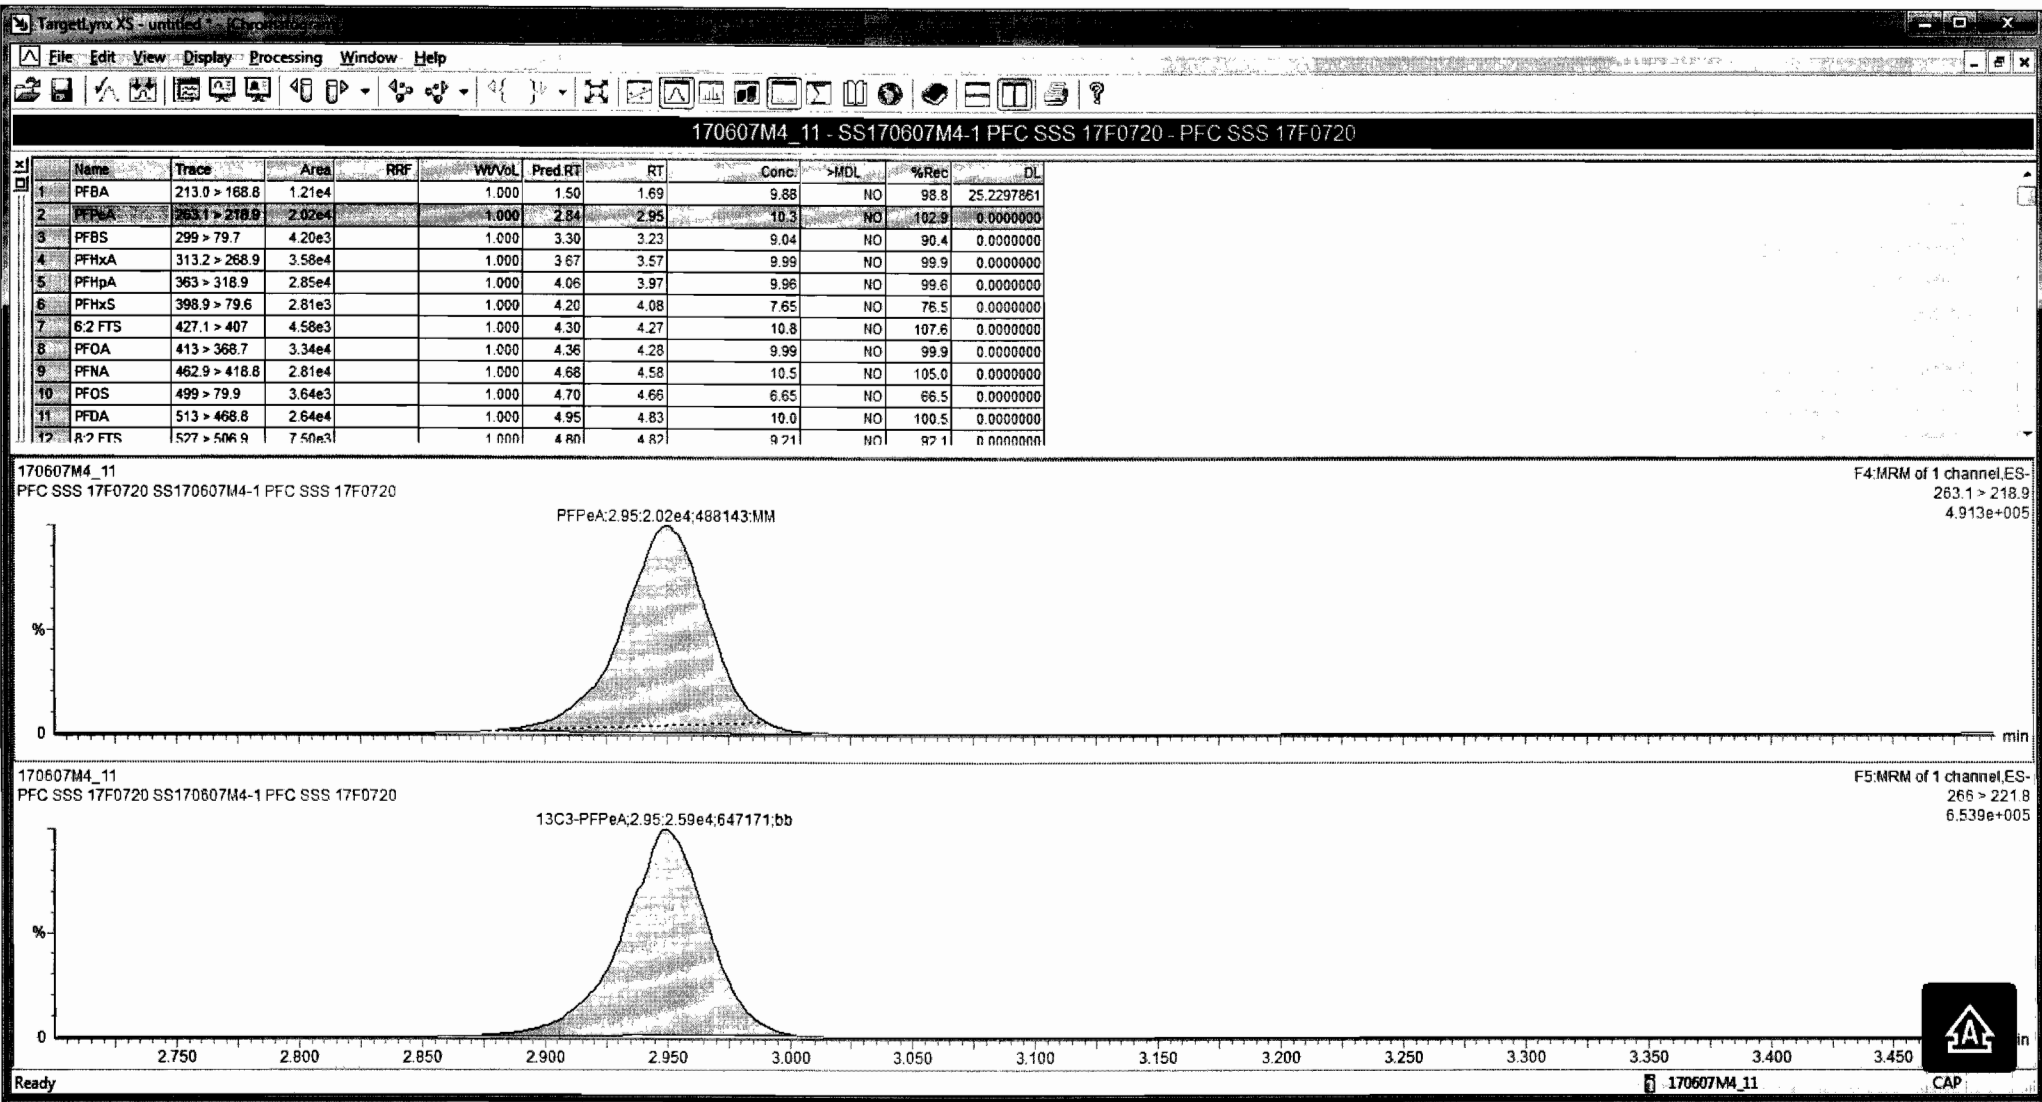 TargetLynx XS - untitled * - [Chro
File Edit View Display Processing Window Help
170607M4_11 - SS170607M4-1 PFC SSS 17F0720 - PFC SSS 17F0720
Name Trace Area RRF Wt/Vol. Pred.RT RT Conc. >MDL %Rec DL
1 PFBA 213.0 > 168.8 1.21e4 1.000 1.50 1.69 9.88 NO 98.8 25.2297861
2 PFPeA 263.1 > 218.9 2.02e4 1.000 2.84 2.95 10.3 NO 102.9 0.0000000
3 PFBS 299 > 79.7 4.20e3 1.000 3.30 3.23 9.04 NO 90.4 0.0000000
4 PFHxA 313.2 > 268.9 3.58e4 1.000 3.67 3.57 9.99 NO 99.9 0.0000000
5 PFHpA 363 > 318.9 2.85e4 1.000 4.06 3.97 9.96 NO 99.6 0.0000000
6 PFHxS 398.9 > 79.6 2.81e3 1.000 4.20 4.08 7.65 NO 76.5 0.0000000
7 6:2 FTS 427.1 > 407 4.58e3 1.000 4.30 4.27 10.8 NO 107.6 0.0000000
8 PFOA 413 > 368.7 3.34e4 1.000 4.36 4.28 9.99 NO 99.9 0.0000000
9 PFNA 462.9 > 418.8 2.81e4 1.000 4.68 4.58 10.5 NO 105.0 0.0000000
10 PFOS 499 > 79.9 3.64e3 1.000 4.70 4.66 6.65 NO 66.5 0.0000000
11 PFDA 513 > 468.8 2.64e4 1.000 4.95 4.83 10.0 NO 100.5 0.0000000
12 8:2 FTS 527 > 506.9 7.50e3 1.000 4.80 4.82 9.21 NO 92.1 0.0000000
170607M4_11
PFC SSS 17F0720 SS170607M4-1 PFC SSS 17F0720
F4:MRM of 1 channel,ES-
263.1 > 218.9
4.913e+005
PFPeA;2.95;2.02e4;488143;MM
%
0
min
170607M4_11
PFC SSS 17F0720 SS170607M4-1 PFC SSS 17F0720
F5:MRM of 1 channel,ES-
266 > 221.8
6.539e+005
13C3-PFPeA;2.95;2.59e4;647171;bb
%
0
2.750 2.800 2.850 2.900 2.950 3.000 3.050 3.100 3.150 3.200 3.250 3.300 3.350 3.400 3.450
Ready 170607M4_11 CAP
A